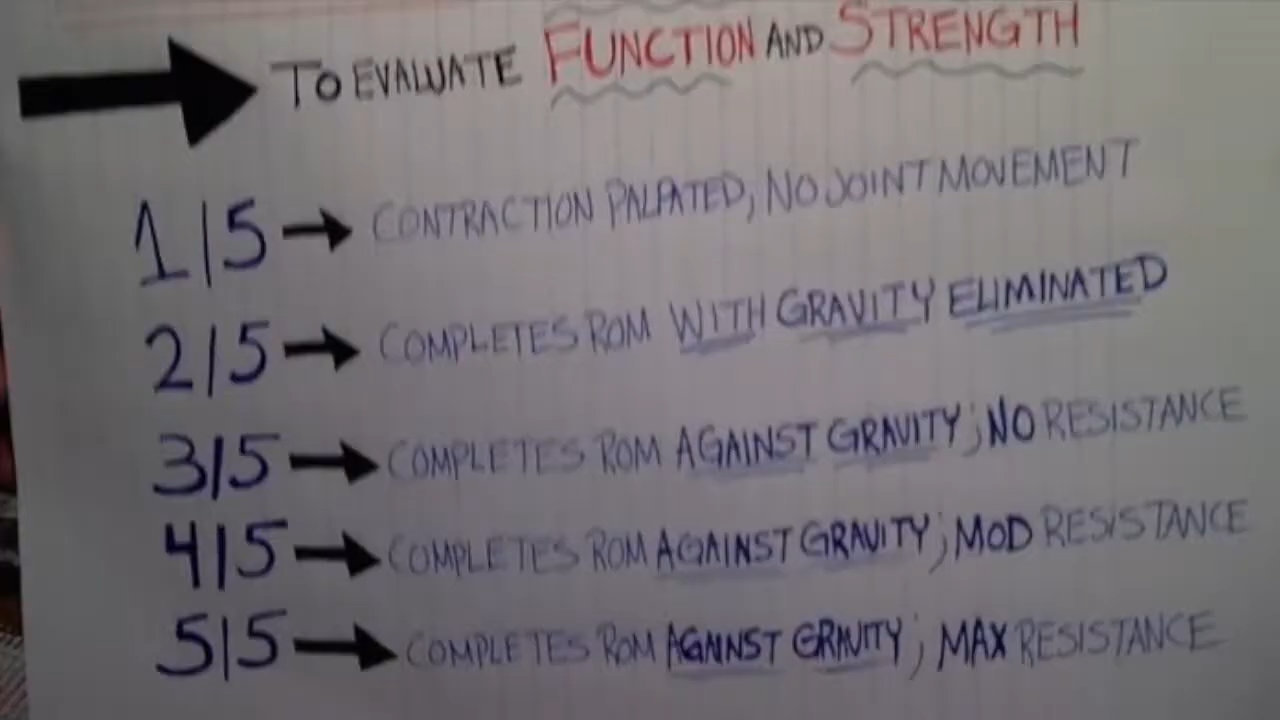 TO EVALUATE FUNCTION AND STRENGTH
1/5 → CONTRACTION PALPATED; NO JOINT MOVEMENT
2/5 → COMPLETES ROM WITH GRAVITY ELIMINATED
3/5 → COMPLETES ROM AGAINST GRAVITY; NO RESISTANCE
4/5 → COMPLETES ROM AGAINST GRAVITY; MOD RESISTANCE
5/5 → COMPLETES ROM AGAINST GRAVITY; MAX RESISTANCE